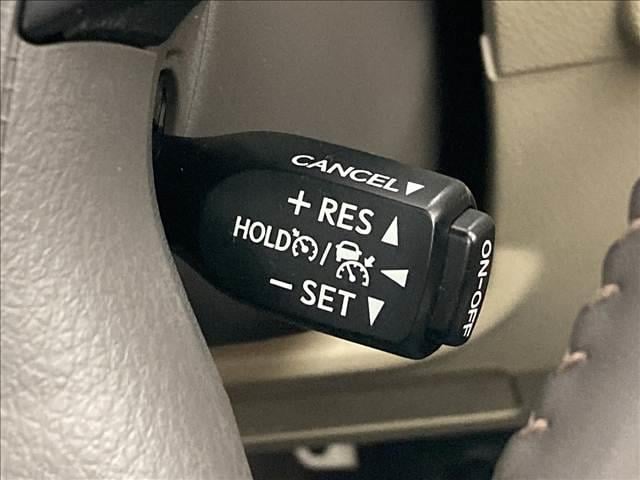 CANCEL▼
+ RES▲
HOLD /
- SET▼
ON-OFF